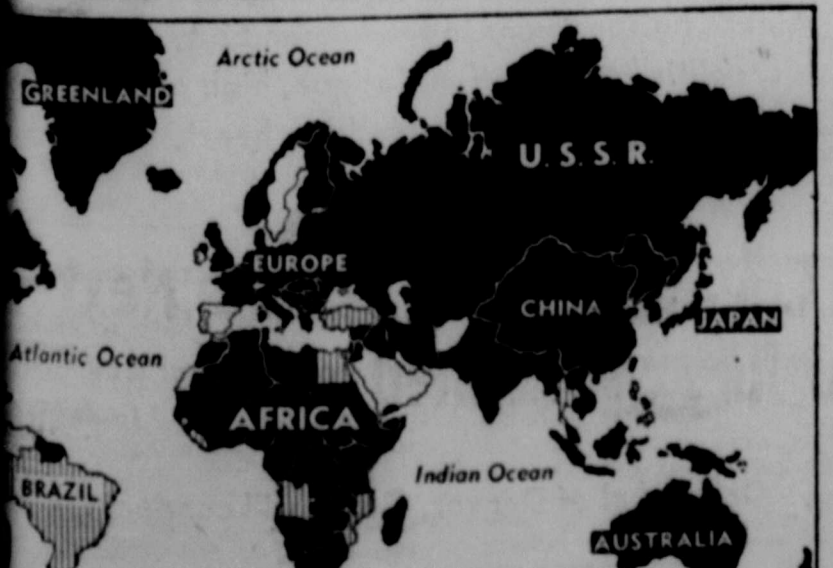 Arctic Ocean
GREENLAND
U. S. S. R.
EUROPE
CHINA
JAPAN
Atlantic Ocean
AFRICA
Indian Ocean
BRAZIL
AUSTRALIA